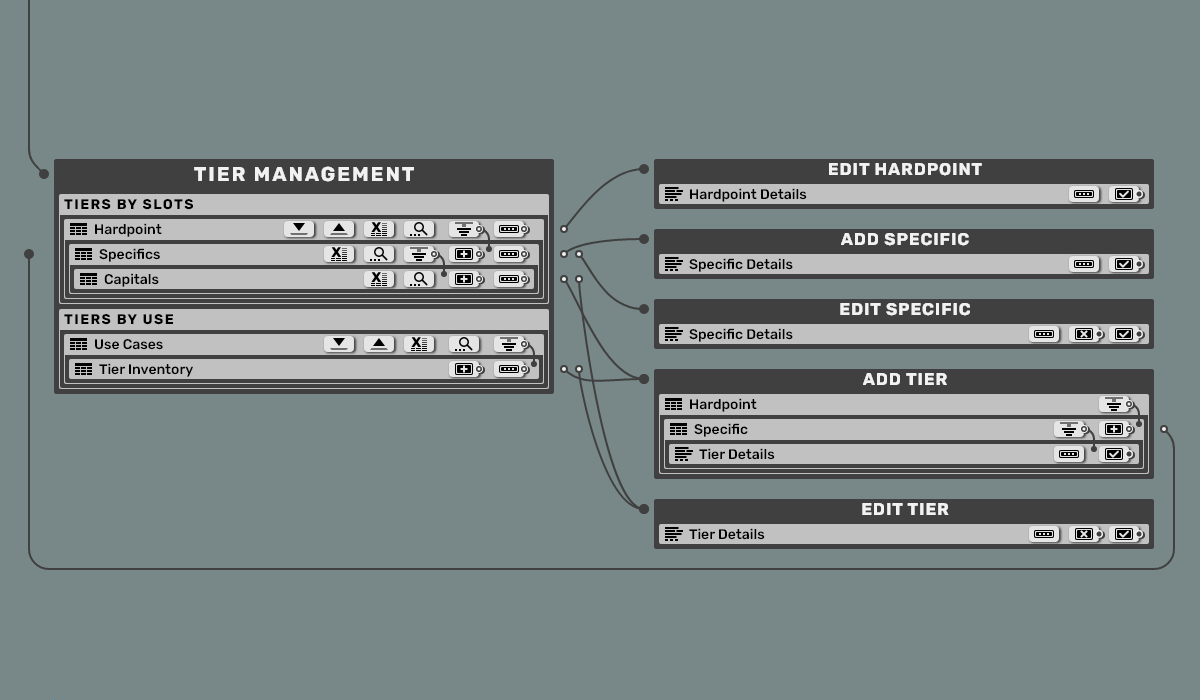 TIER MANAGEMENT
TIERS BY SLOTS
Hardpoint
Specifics
Capitals
TIERS BY USE
Use Cases
Tier Inventory
EDIT HARDPOINT
Hardpoint Details
ADD SPECIFIC
Specific Details
EDIT SPECIFIC
Specific Details
ADD TIER
Hardpoint
Specific
Tier Details
EDIT TIER
Tier Details